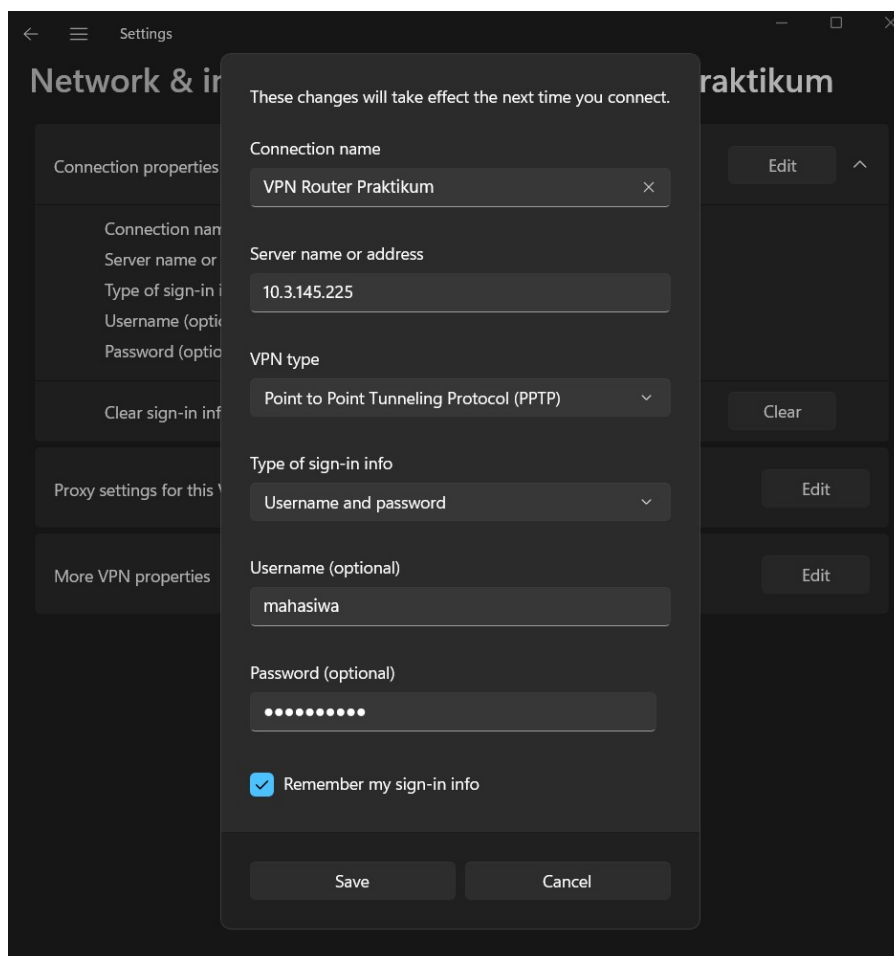 Settings
Network & in
raktikum
These changes will take effect the next time you connect.
Connection name
VPN Router Praktikum
Server name or address
10.3.145.225
VPN type
Point to Point Tunneling Protocol (PPTP)
Type of sign-in info
Username and password
Username (optional)
mahasiwa
Password (optional)
●●●●●●●●●●
Remember my sign-in info
Save
Cancel
Connection properties
Edit
Connection nam
Server name or
Type of sign-in i
Username (optio
Password (optio
Clear sign-in inf
Clear
Proxy settings for this V
Edit
More VPN properties
Edit